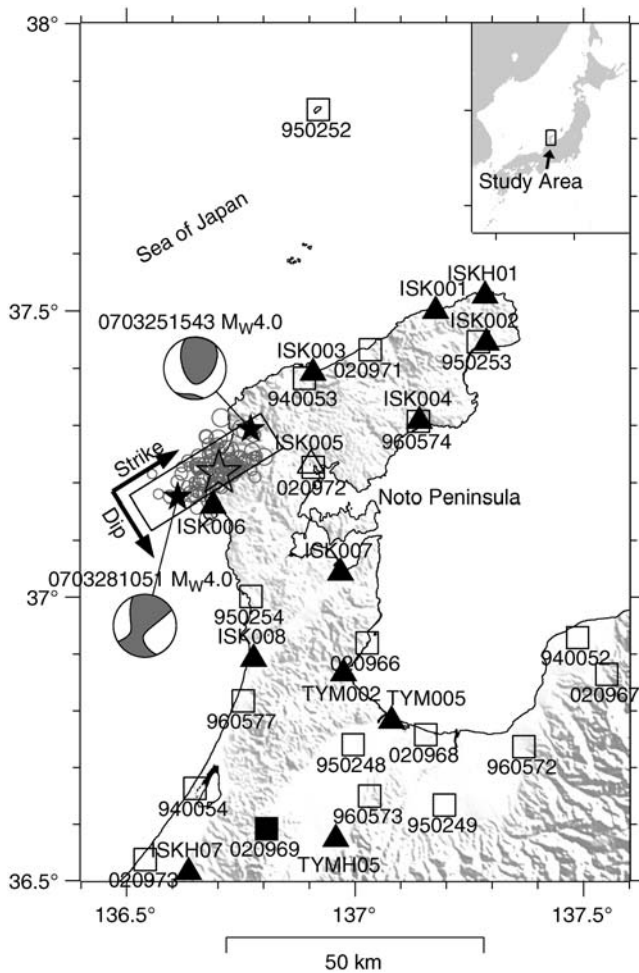 38°
950252
Study Area
Sea of Japan
37.5°
ISKH01
ISK001
ISK002
0703251543 MW4.0
ISK003
020971
950253
940053
ISK004
960574
ISK005
020972
Strike
Dip
Noto Peninsula
ISK006
ISK007
0703281051 MW4.0
37°
950254
ISK008
020966
940052
020967
TYM002
TYM005
960577
020968
950248
960572
940054
960573
950249
020969
TYMH05
ISKH07
020973
36.5°
136.5°
137°
137.5°
50 km